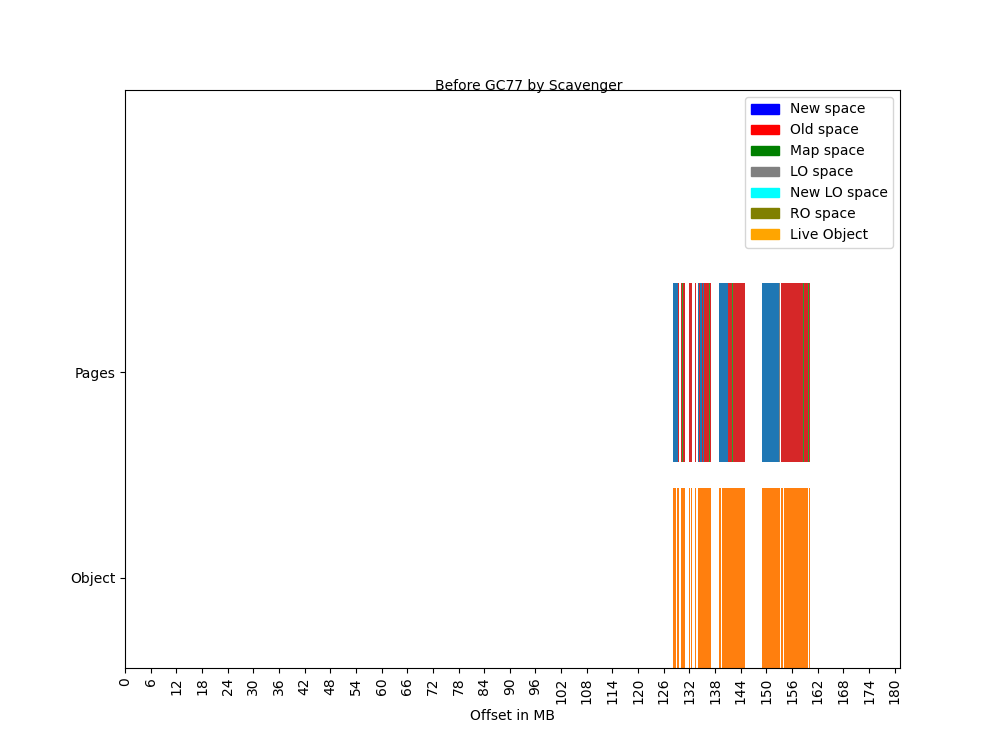 Before GC77 by Scavenger
New space
Old space
Map space
LO space
New LO space
RO space
Live Object
Pages
Object
0 6 12 18 24 30 36 42 48 54 60 66 72 78 84 90 96 102 108 114 120 126 132 138 144 150 156 162 168 174 180
Offset in MB